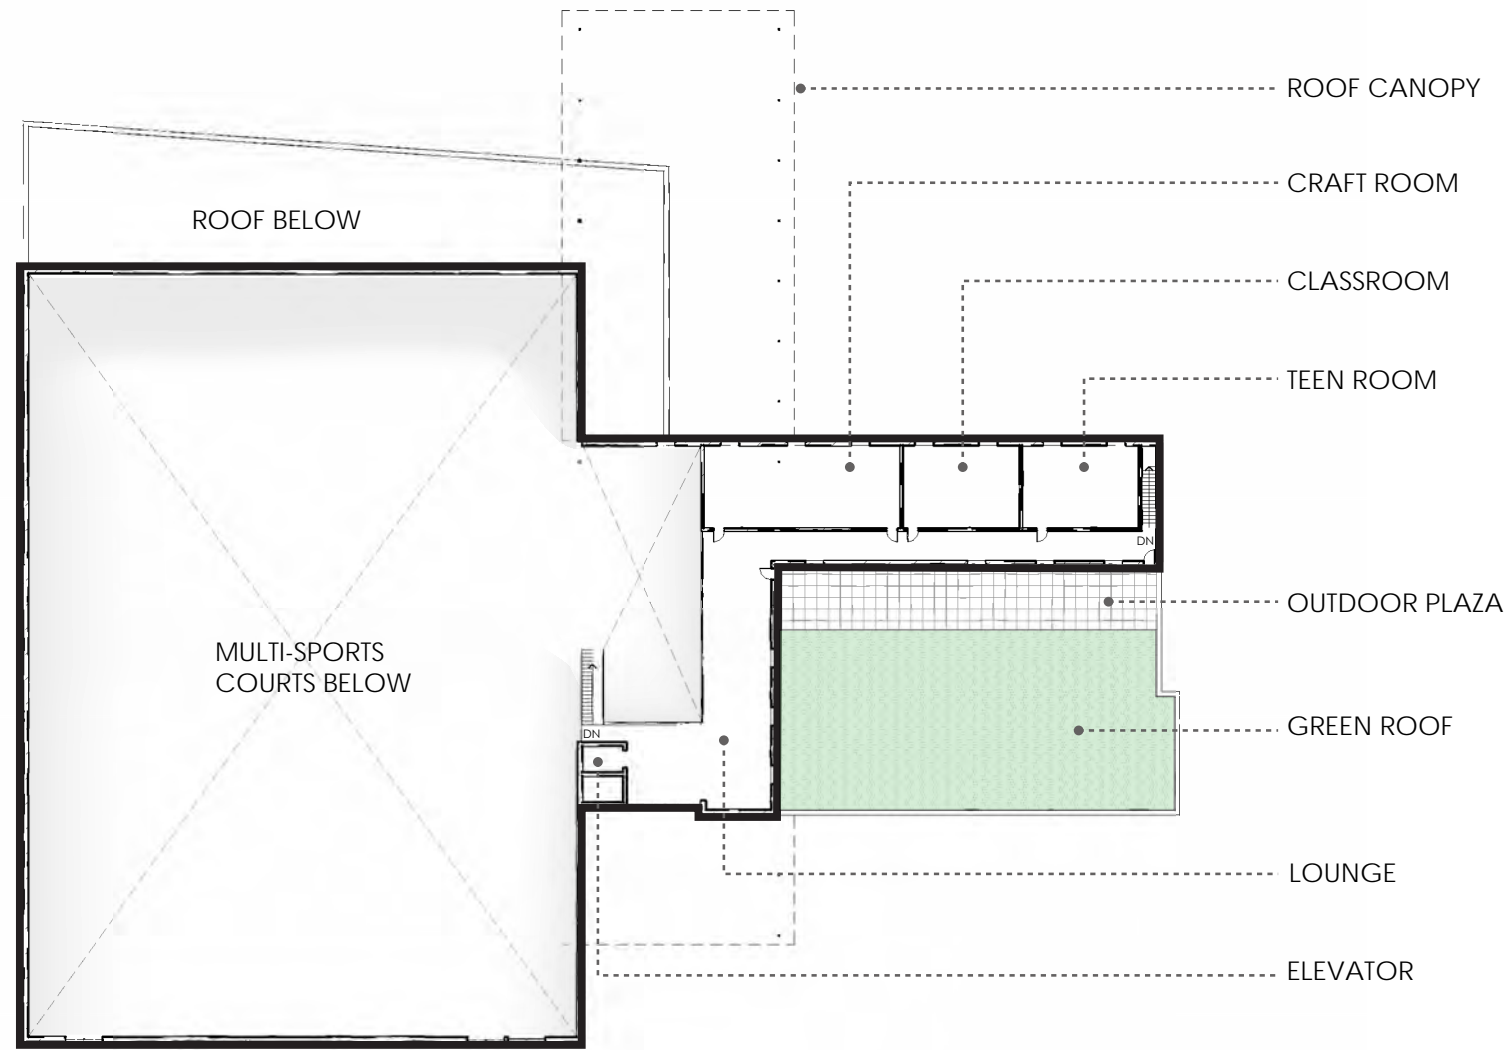 ROOF CANOPY
CRAFT ROOM
ROOF BELOW
CLASSROOM
TEEN ROOM
DN
OUTDOOR PLAZA
MULTI-SPORTS
COURTS BELOW
GREEN ROOF
DN
LOUNGE
ELEVATOR